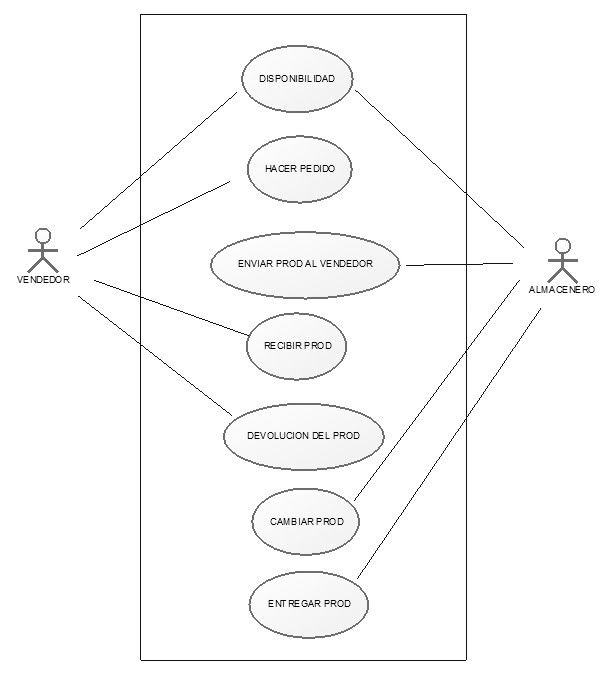 DISPONIBILIDAD
HACER PEDIDO
ENVIAR PROD AL VENDEDOR
VENDEDOR
ALMACENERO
RECIBIR PROD
DEVOLUCION DEL PROD
CAMBIAR PROD
ENTREGAR PROD